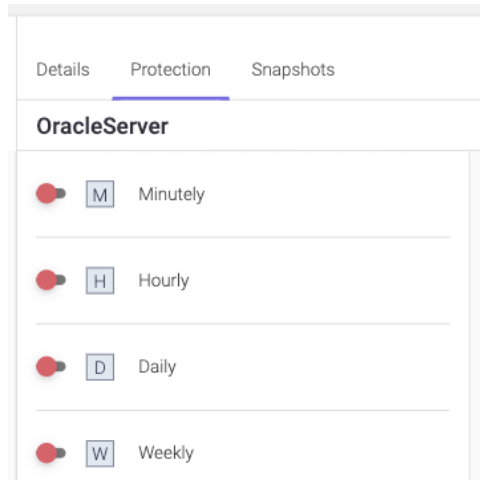 Details Protection Snapshots
OracleServer
M Minutely
H Hourly
D Daily
W Weekly